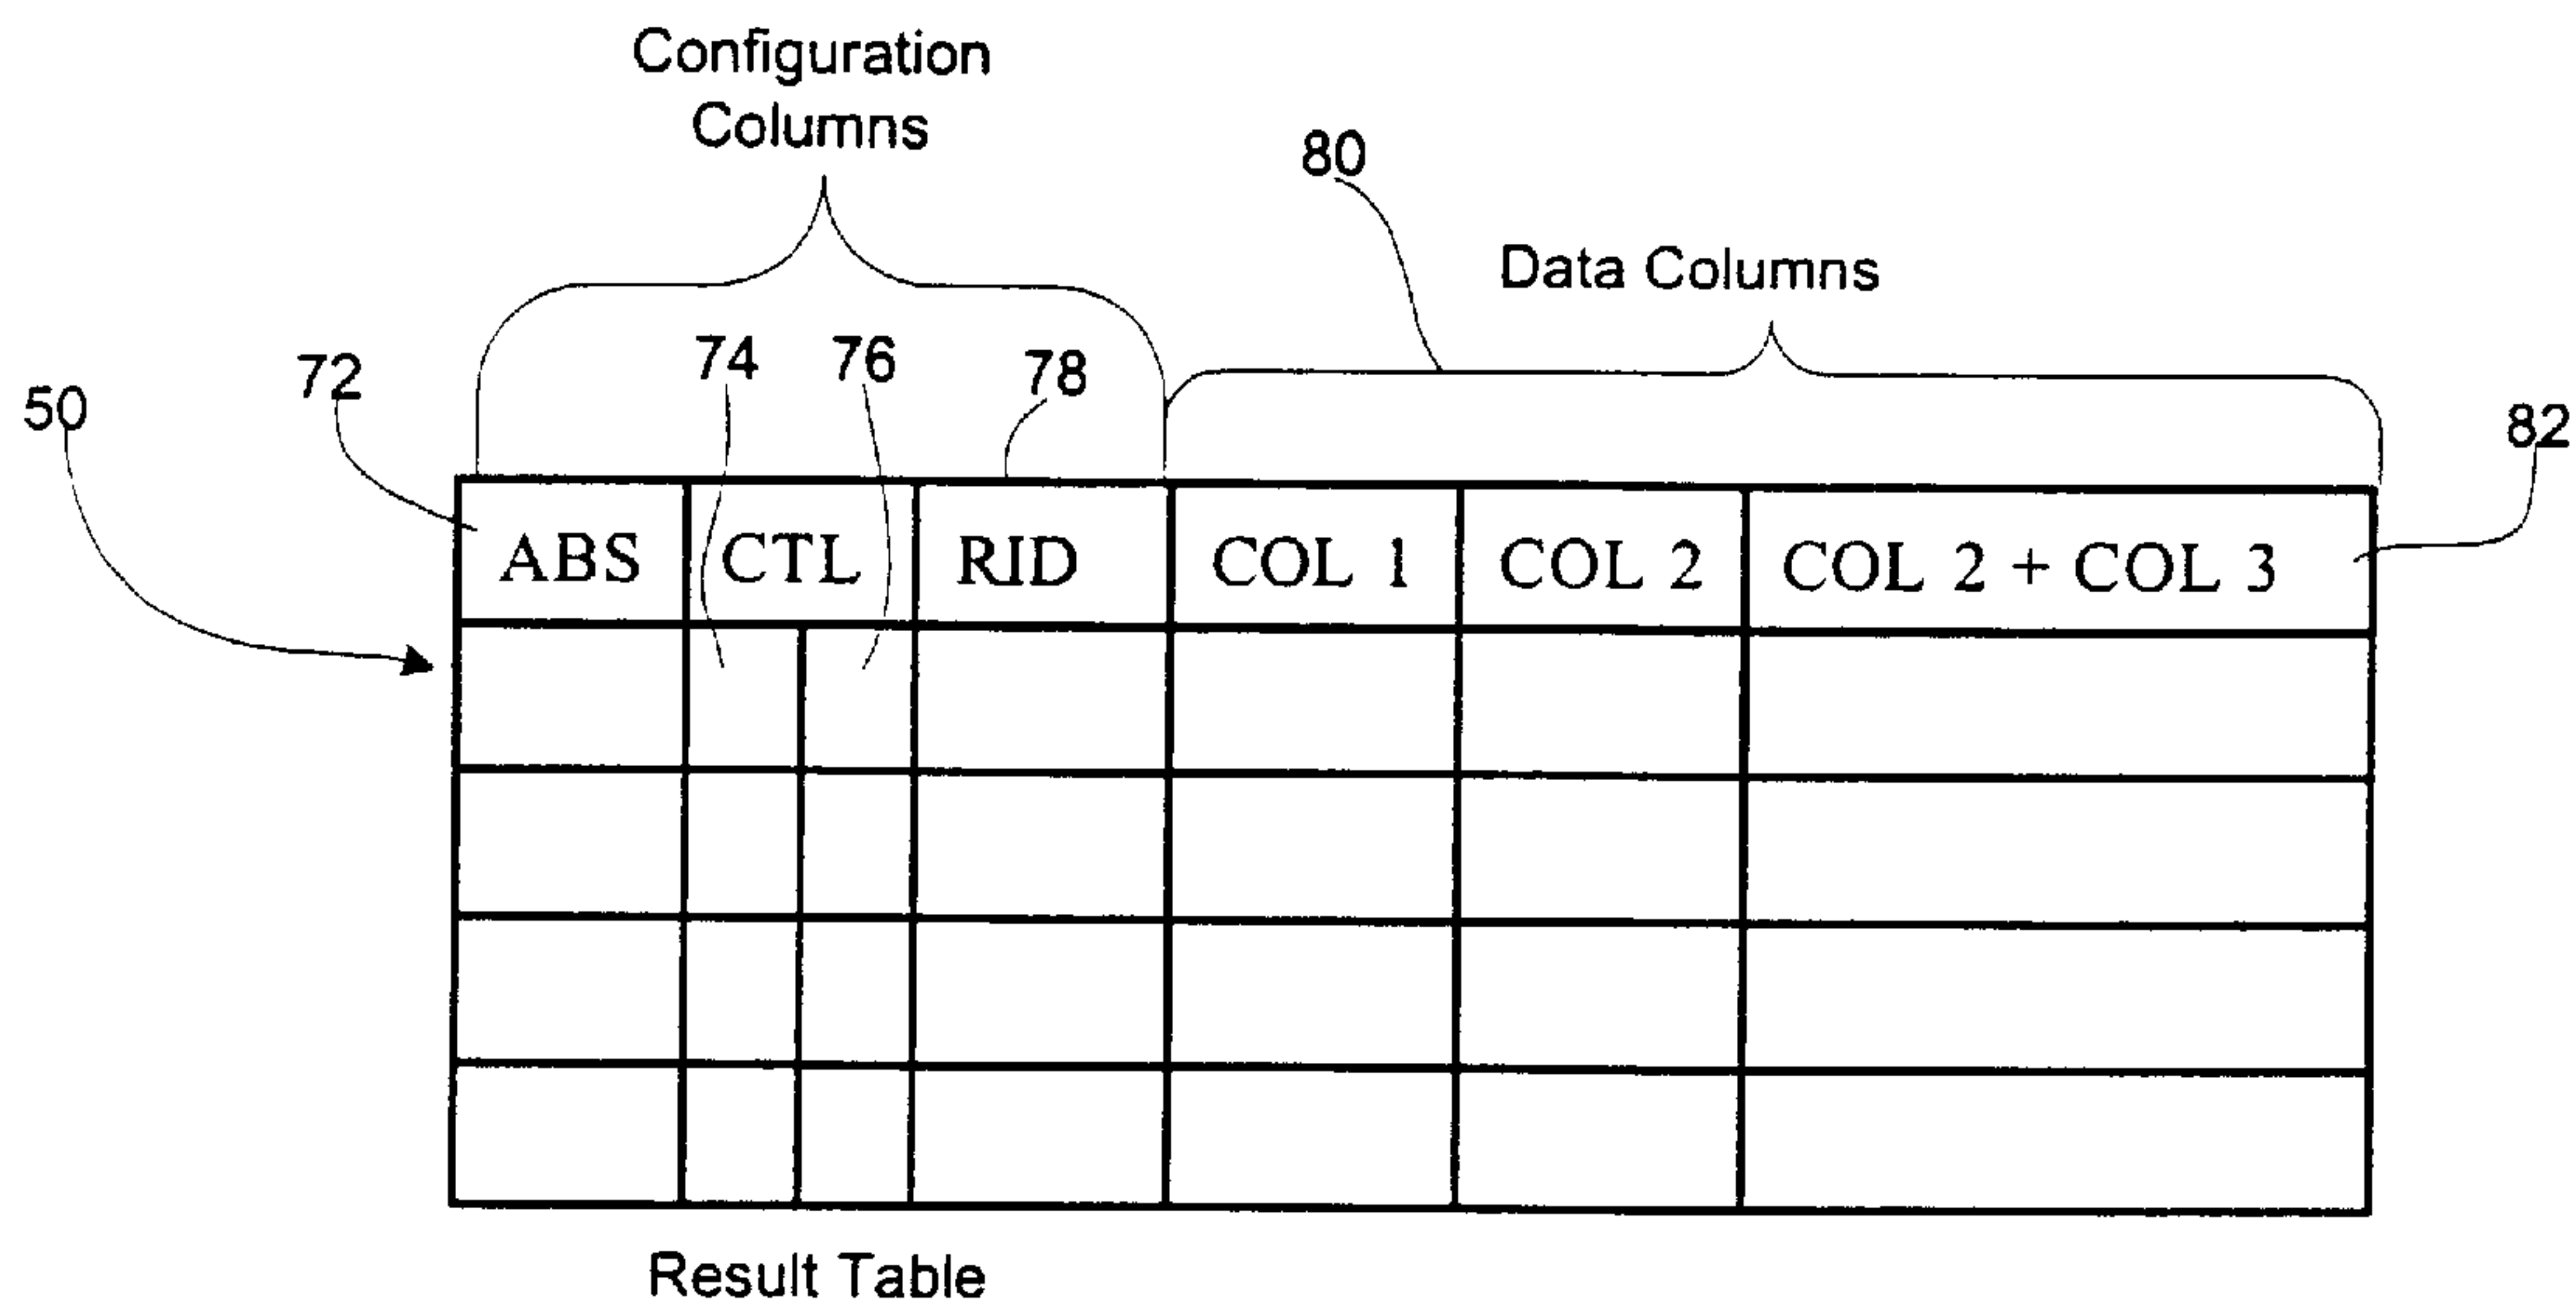 Configuration
Columns
80
Data Columns
74 76 78
72
50
82
ABS CTL RID COL 1 COL 2 COL 2 + COL 3
Result Table